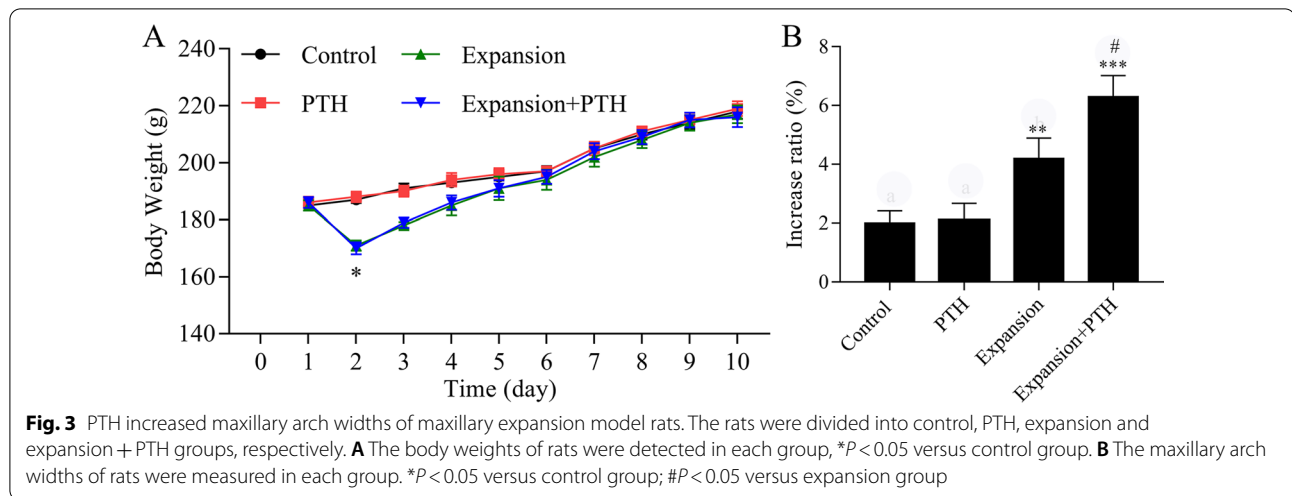 A
Control
Expansion
PTH
Expansion+PTH
Body Weight (g)
240
220
200
180
160
140
*
0 1 2 3 4 5 6 7 8 9 10
Time (day)
B
Increase ratio (%)
8
6
4
2
0
a
a
b
**
#
***
Control
PTH
Expansion
Expansion+PTH
Fig. 3 PTH increased maxillary arch widths of maxillary expansion model rats. The rats were divided into control, PTH, expansion and
expansion + PTH groups, respectively. A The body weights of rats were detected in each group, *P < 0.05 versus control group. B The maxillary arch
widths of rats were measured in each group. *P < 0.05 versus control group; #P < 0.05 versus expansion group